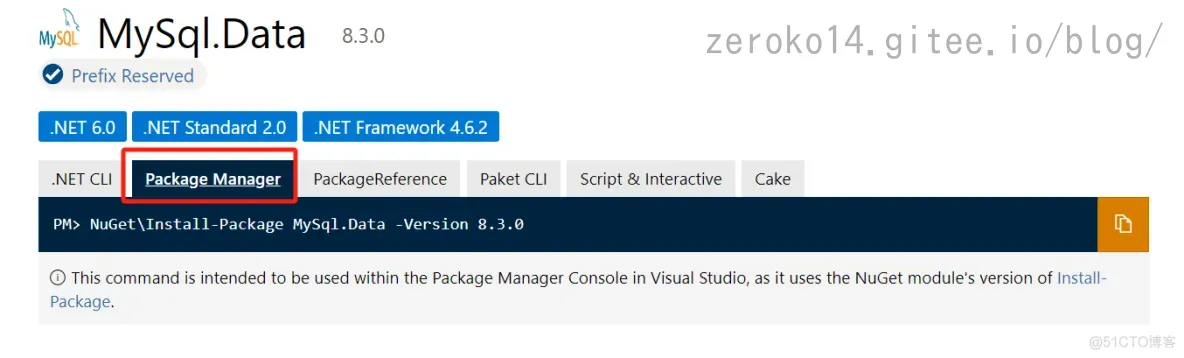 MySQL MySql.Data 8.3.0
zeroko14.gitee.io/blog/
Prefix Reserved
.NET 6.0 .NET Standard 2.0 .NET Framework 4.6.2
.NET CLI Package Manager PackageReference Paket CLI Script & Interactive Cake
PM> NuGet\Install-Package MySql.Data -Version 8.3.0
This command is intended to be used within the Package Manager Console in Visual Studio, as it uses the NuGet module's version of Install-
Package.
@51CTO博客